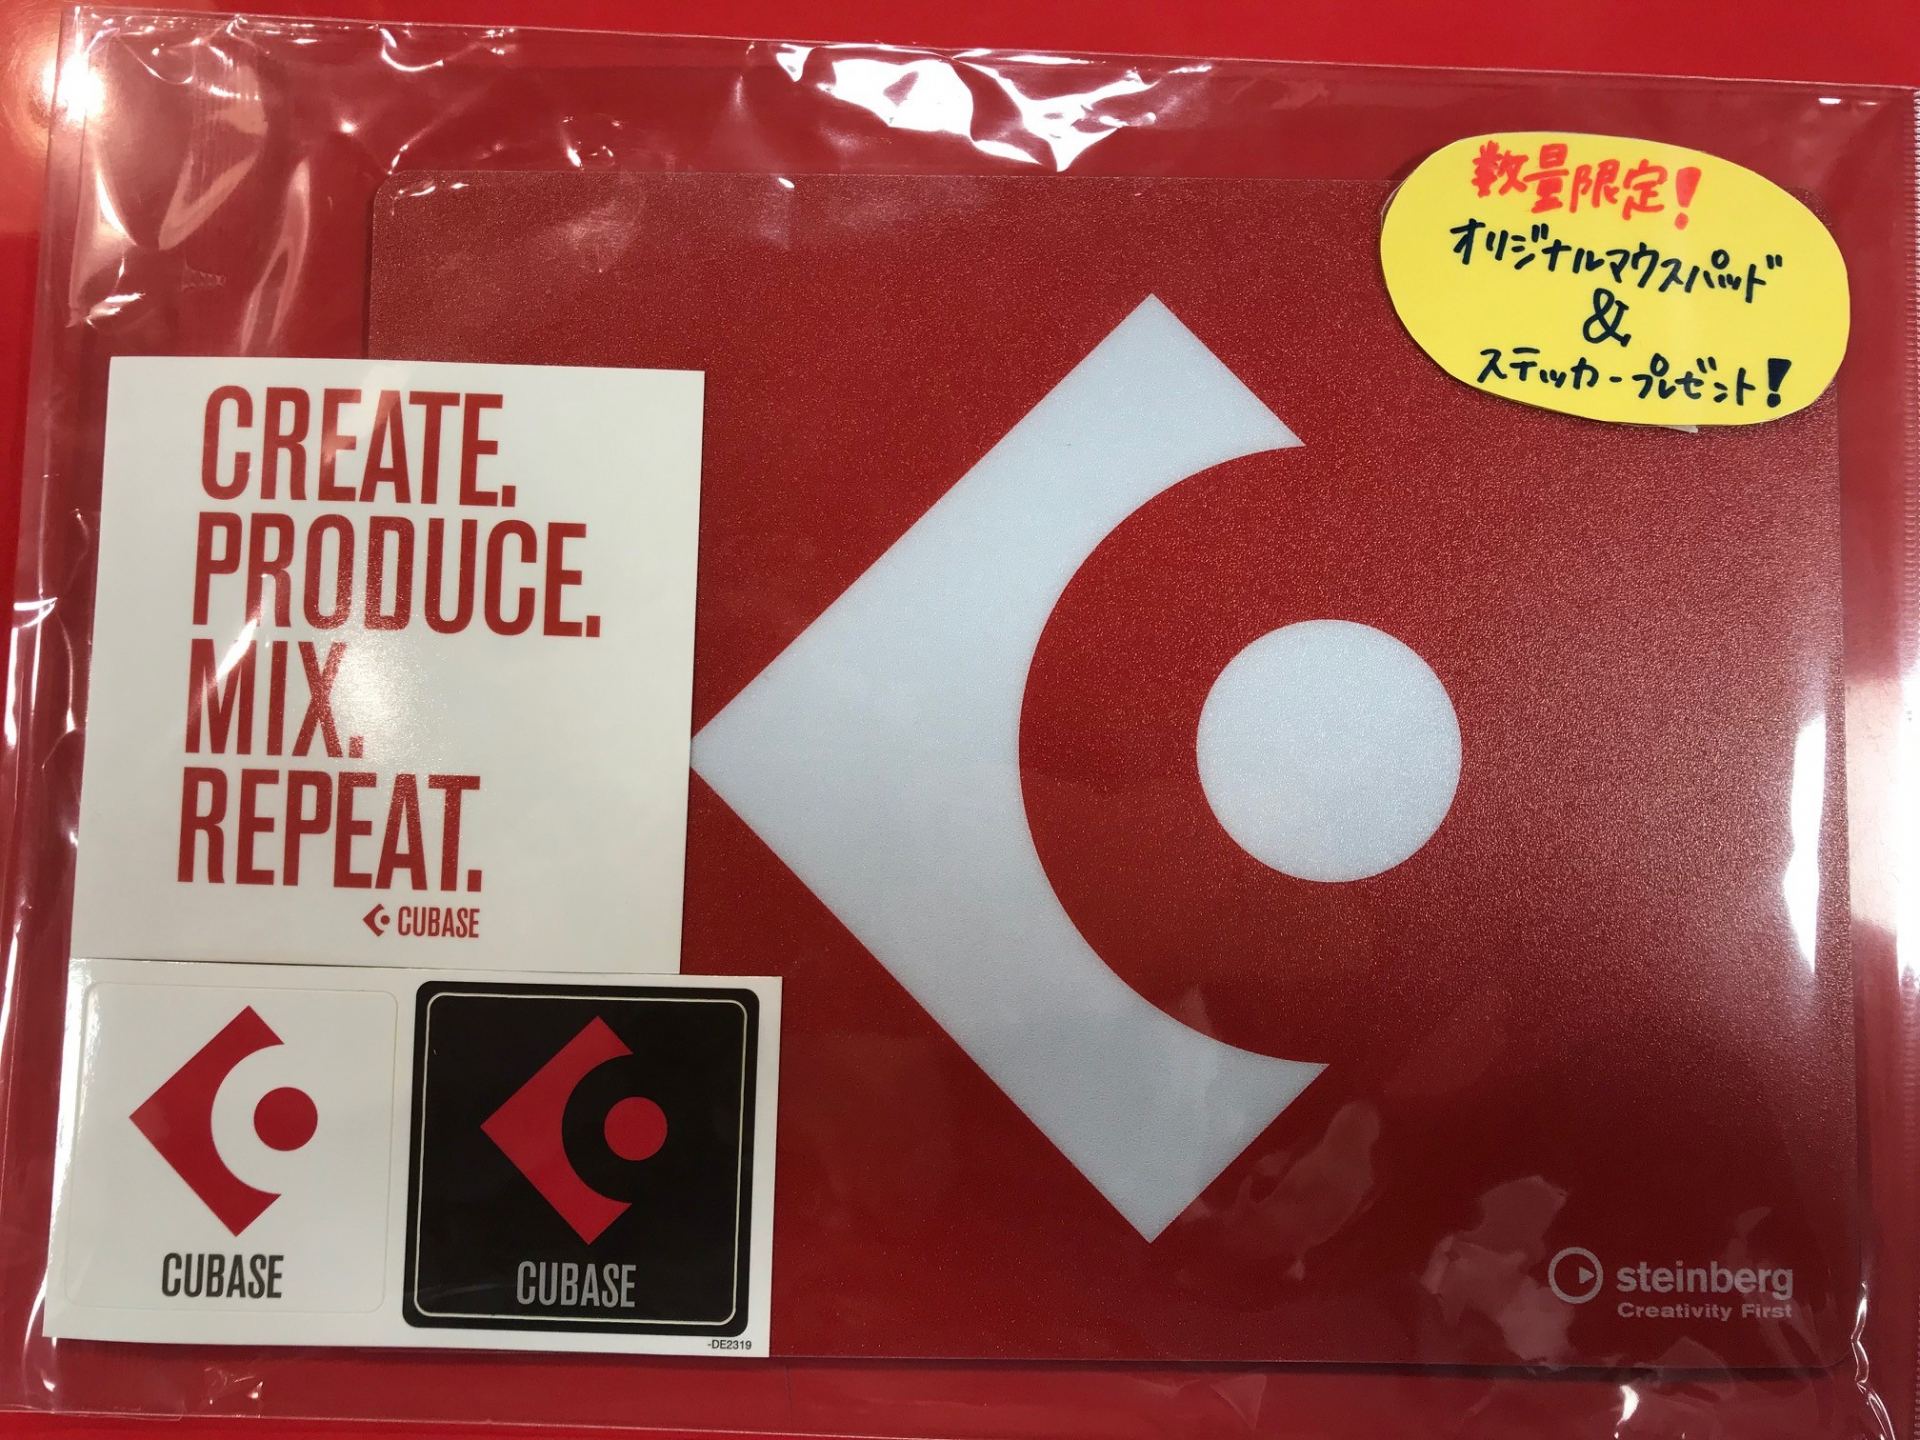 数量限定!
オリジナルマウスパッド
&
ステッカープレゼント!
CREATE.
PRODUCE.
MIX.
REPEAT.
CUBASE
CUBASE
CUBASE
-DE2319
steinberg
Creativity First